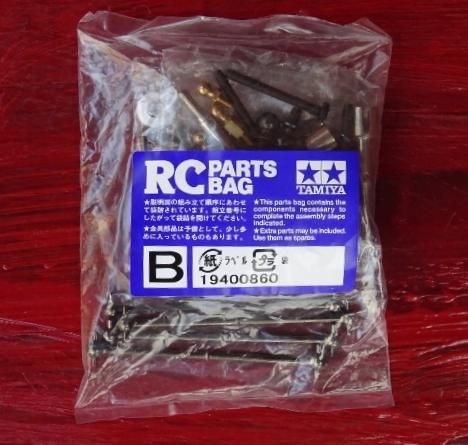 RC PARTS BAG
TAMIYA
★説明図の組み立て順序にあわせ
て袋詰されています。組立番号に
したがって袋詰を開けてください。
★金具部品は予備として、少し多
めに入っているものもあります。
★This parts bag contains the
components necessary to
complete the assembly steps
indicated.
★Extra parts may be included.
Use them as spares.
B
紙 ラベル プラ 袋
19400860